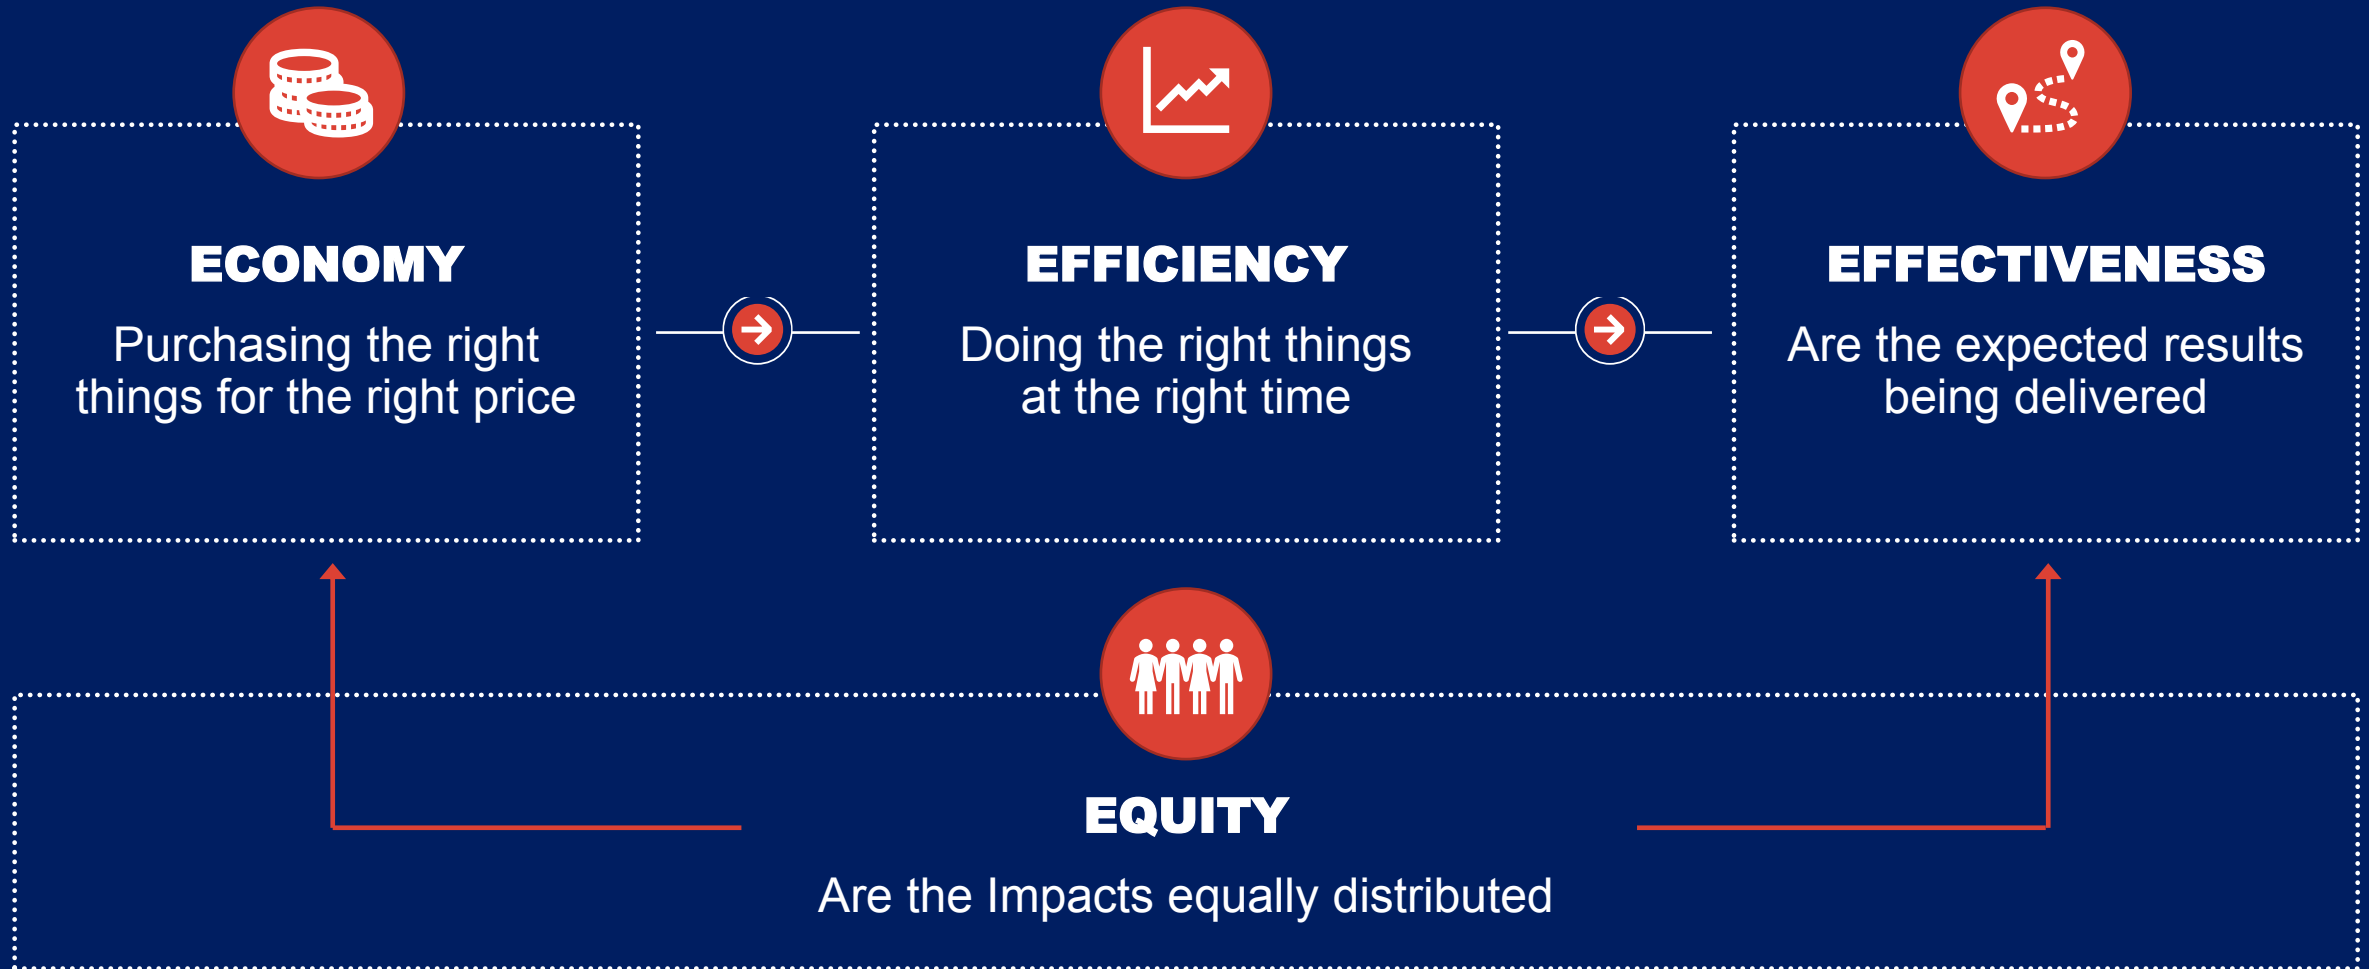 ECONOMY
Purchasing the right
things for the right price
EFFICIENCY
Doing the right things
at the right time
EFFECTIVENESS
Are the expected results
being delivered
EQUITY
Are the Impacts equally distributed